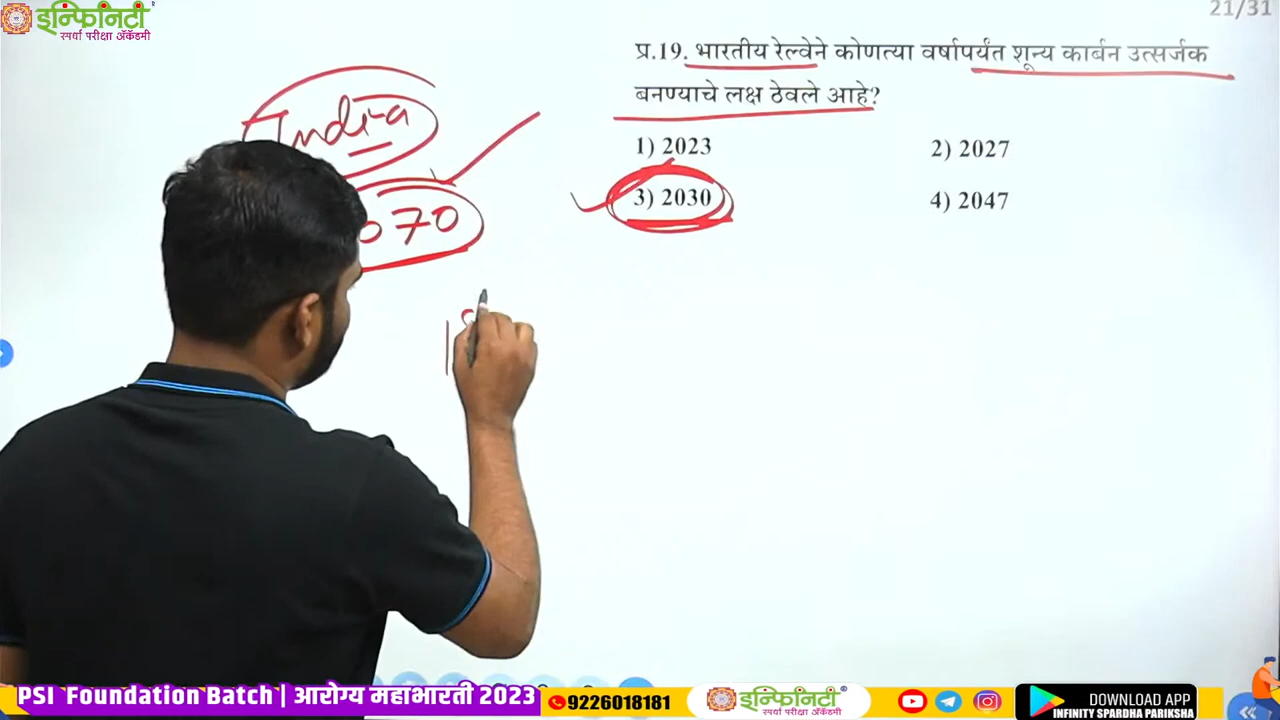 इन्फिनिटी
स्पर्धा परीक्षा ॲकॅडमी
21/31
प्र.19. भारतीय रेल्वेने कोणत्या वर्षापर्यंत शून्य कार्बन उत्सर्जक
बनण्याचे लक्ष ठेवले आहे?
1) 2023
2) 2027
3) 2030
4) 2047
India
070
PSI Foundation Batch | आरोग्य महाभारती 2023
9226018181
इन्फिनिटी
स्पर्धा परीक्षा ॲकॅडमी
DOWNLOAD APP
INFINITY SPARDHA PARIKSHA